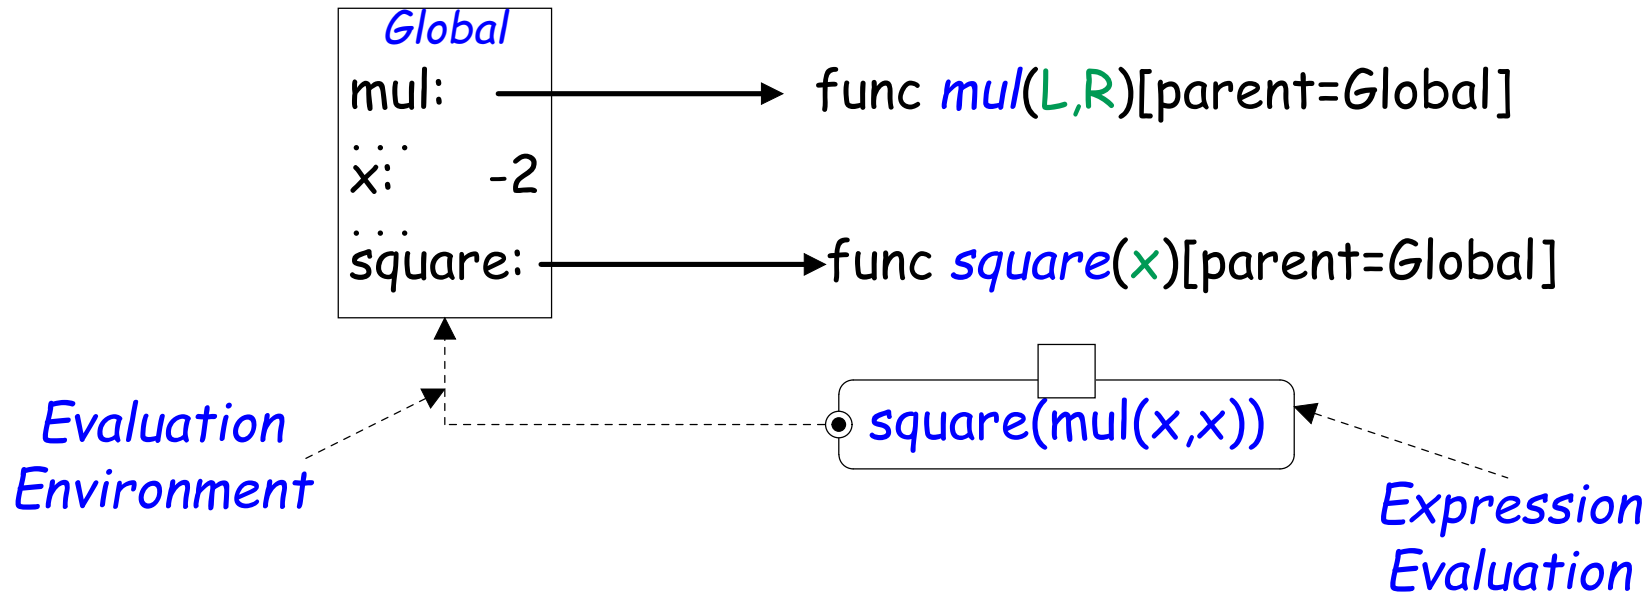 Global
mul: func mul(L,R)[parent=Global]
. . .
x: -2
. . .
square: func square(x)[parent=Global]
square(mul(x,x))
Evaluation
Environment
Expression
Evaluation